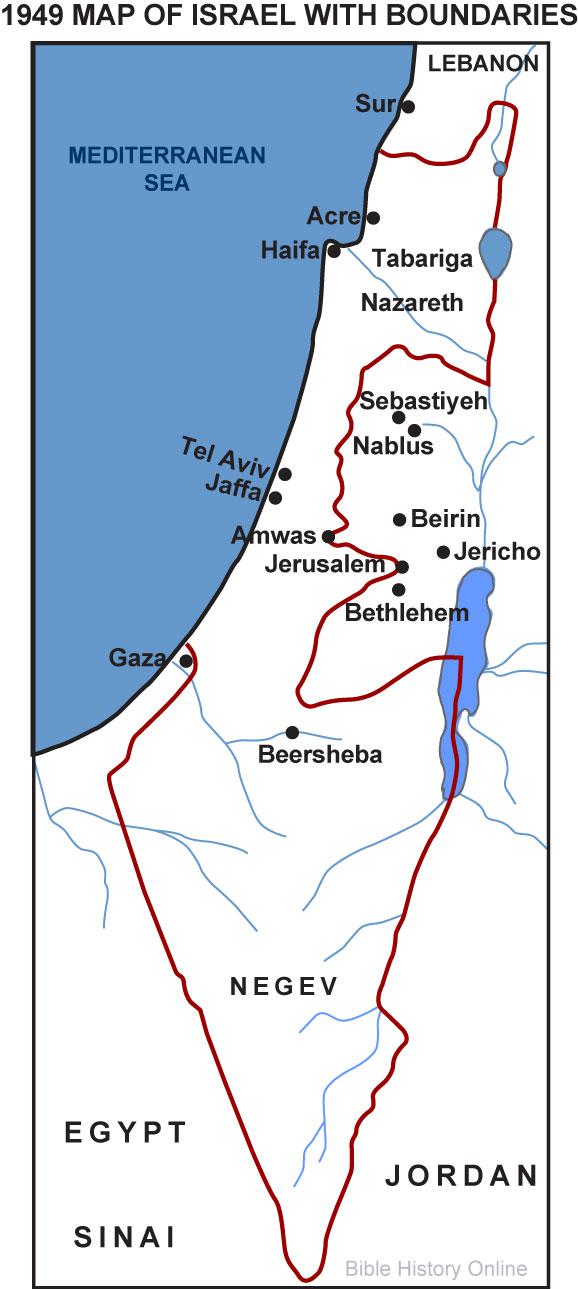 1949 MAP OF ISRAEL WITH BOUNDARIES
LEBANON
Sur
MEDITERRANEAN
SEA
Acre
Haifa
Tabariga
Nazareth
Sebastiyeh
Nablus
Tel Aviv
Jaffa
Beirin
Amwas
Jericho
Jerusalem
Bethlehem
Gaza
Beersheba
NEGEV
EGYPT
JORDAN
SINAI
Bible History Online